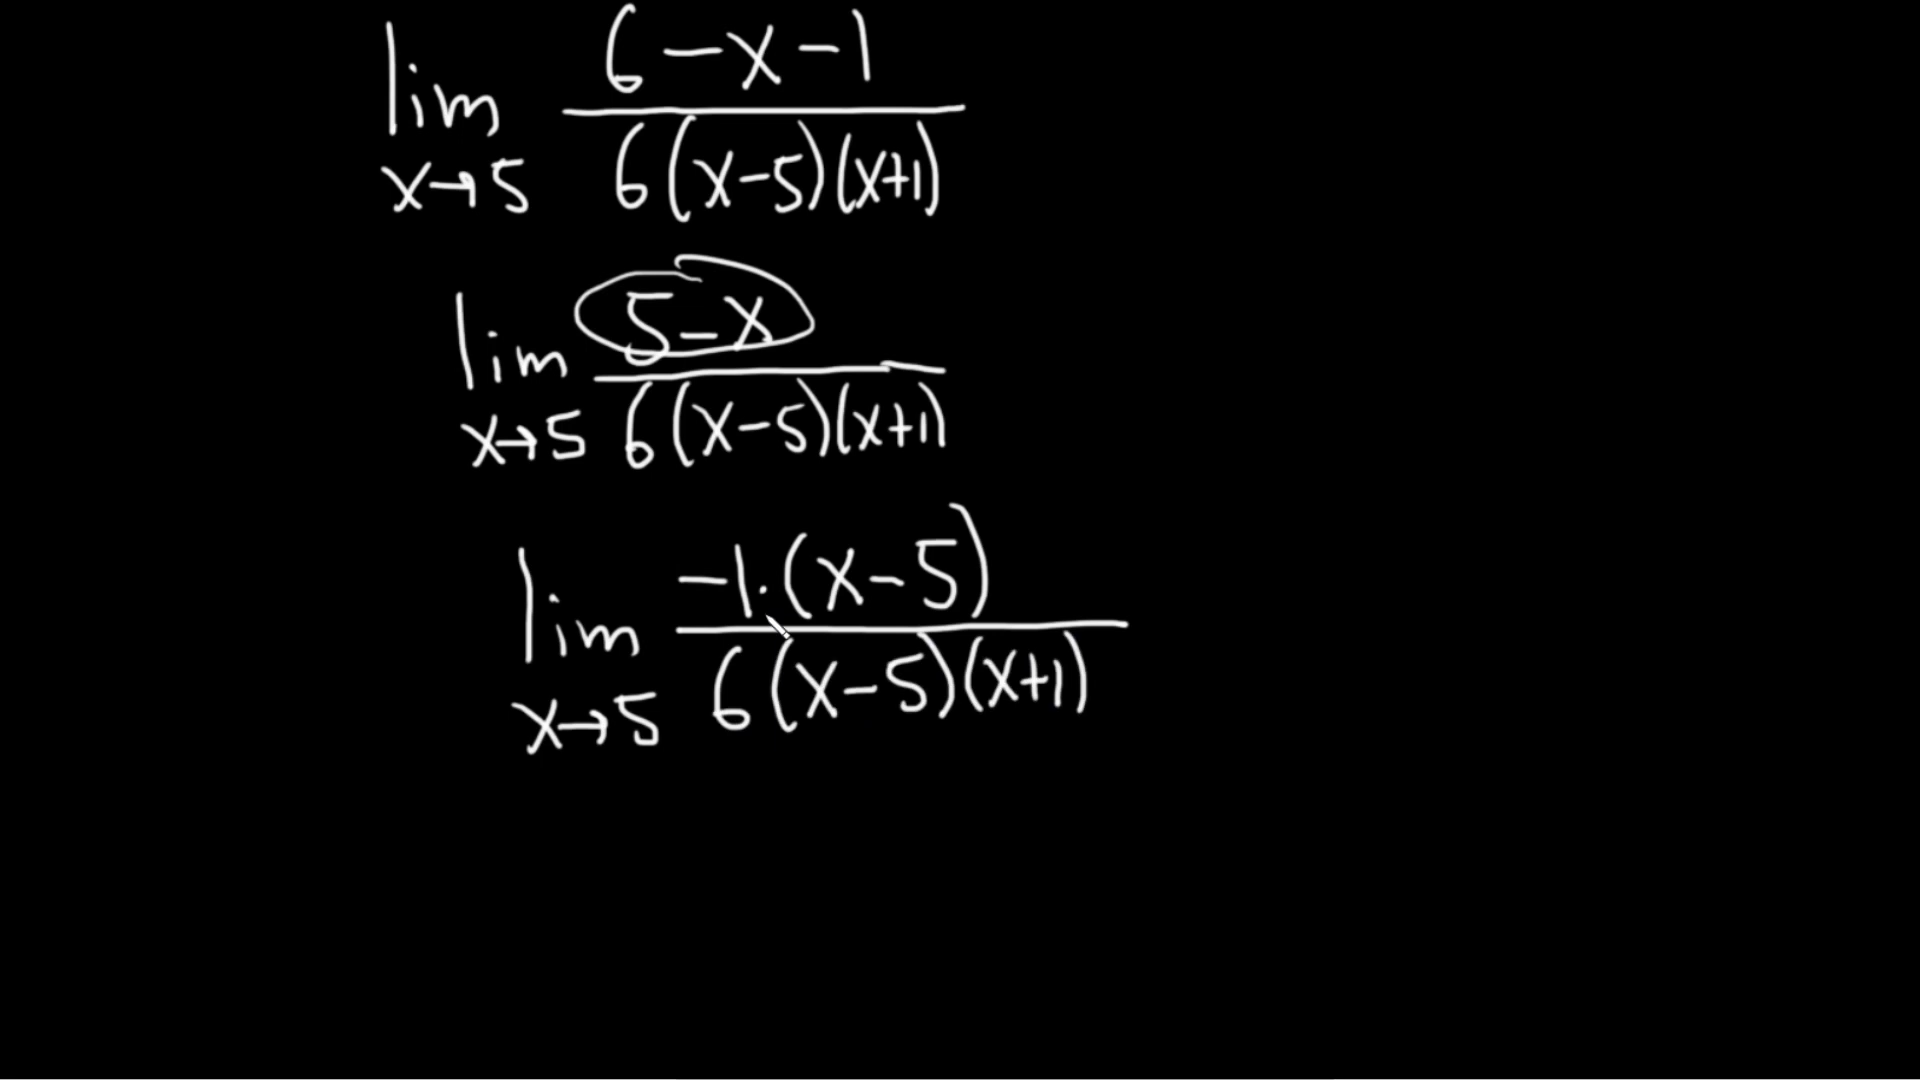 lim x→5 6-x-1 / 6(x-5)(x+1)
lim x→5 5-x / 6(x-5)(x+1)
lim x→5 -1·(x-5) / 6(x-5)(x+1)